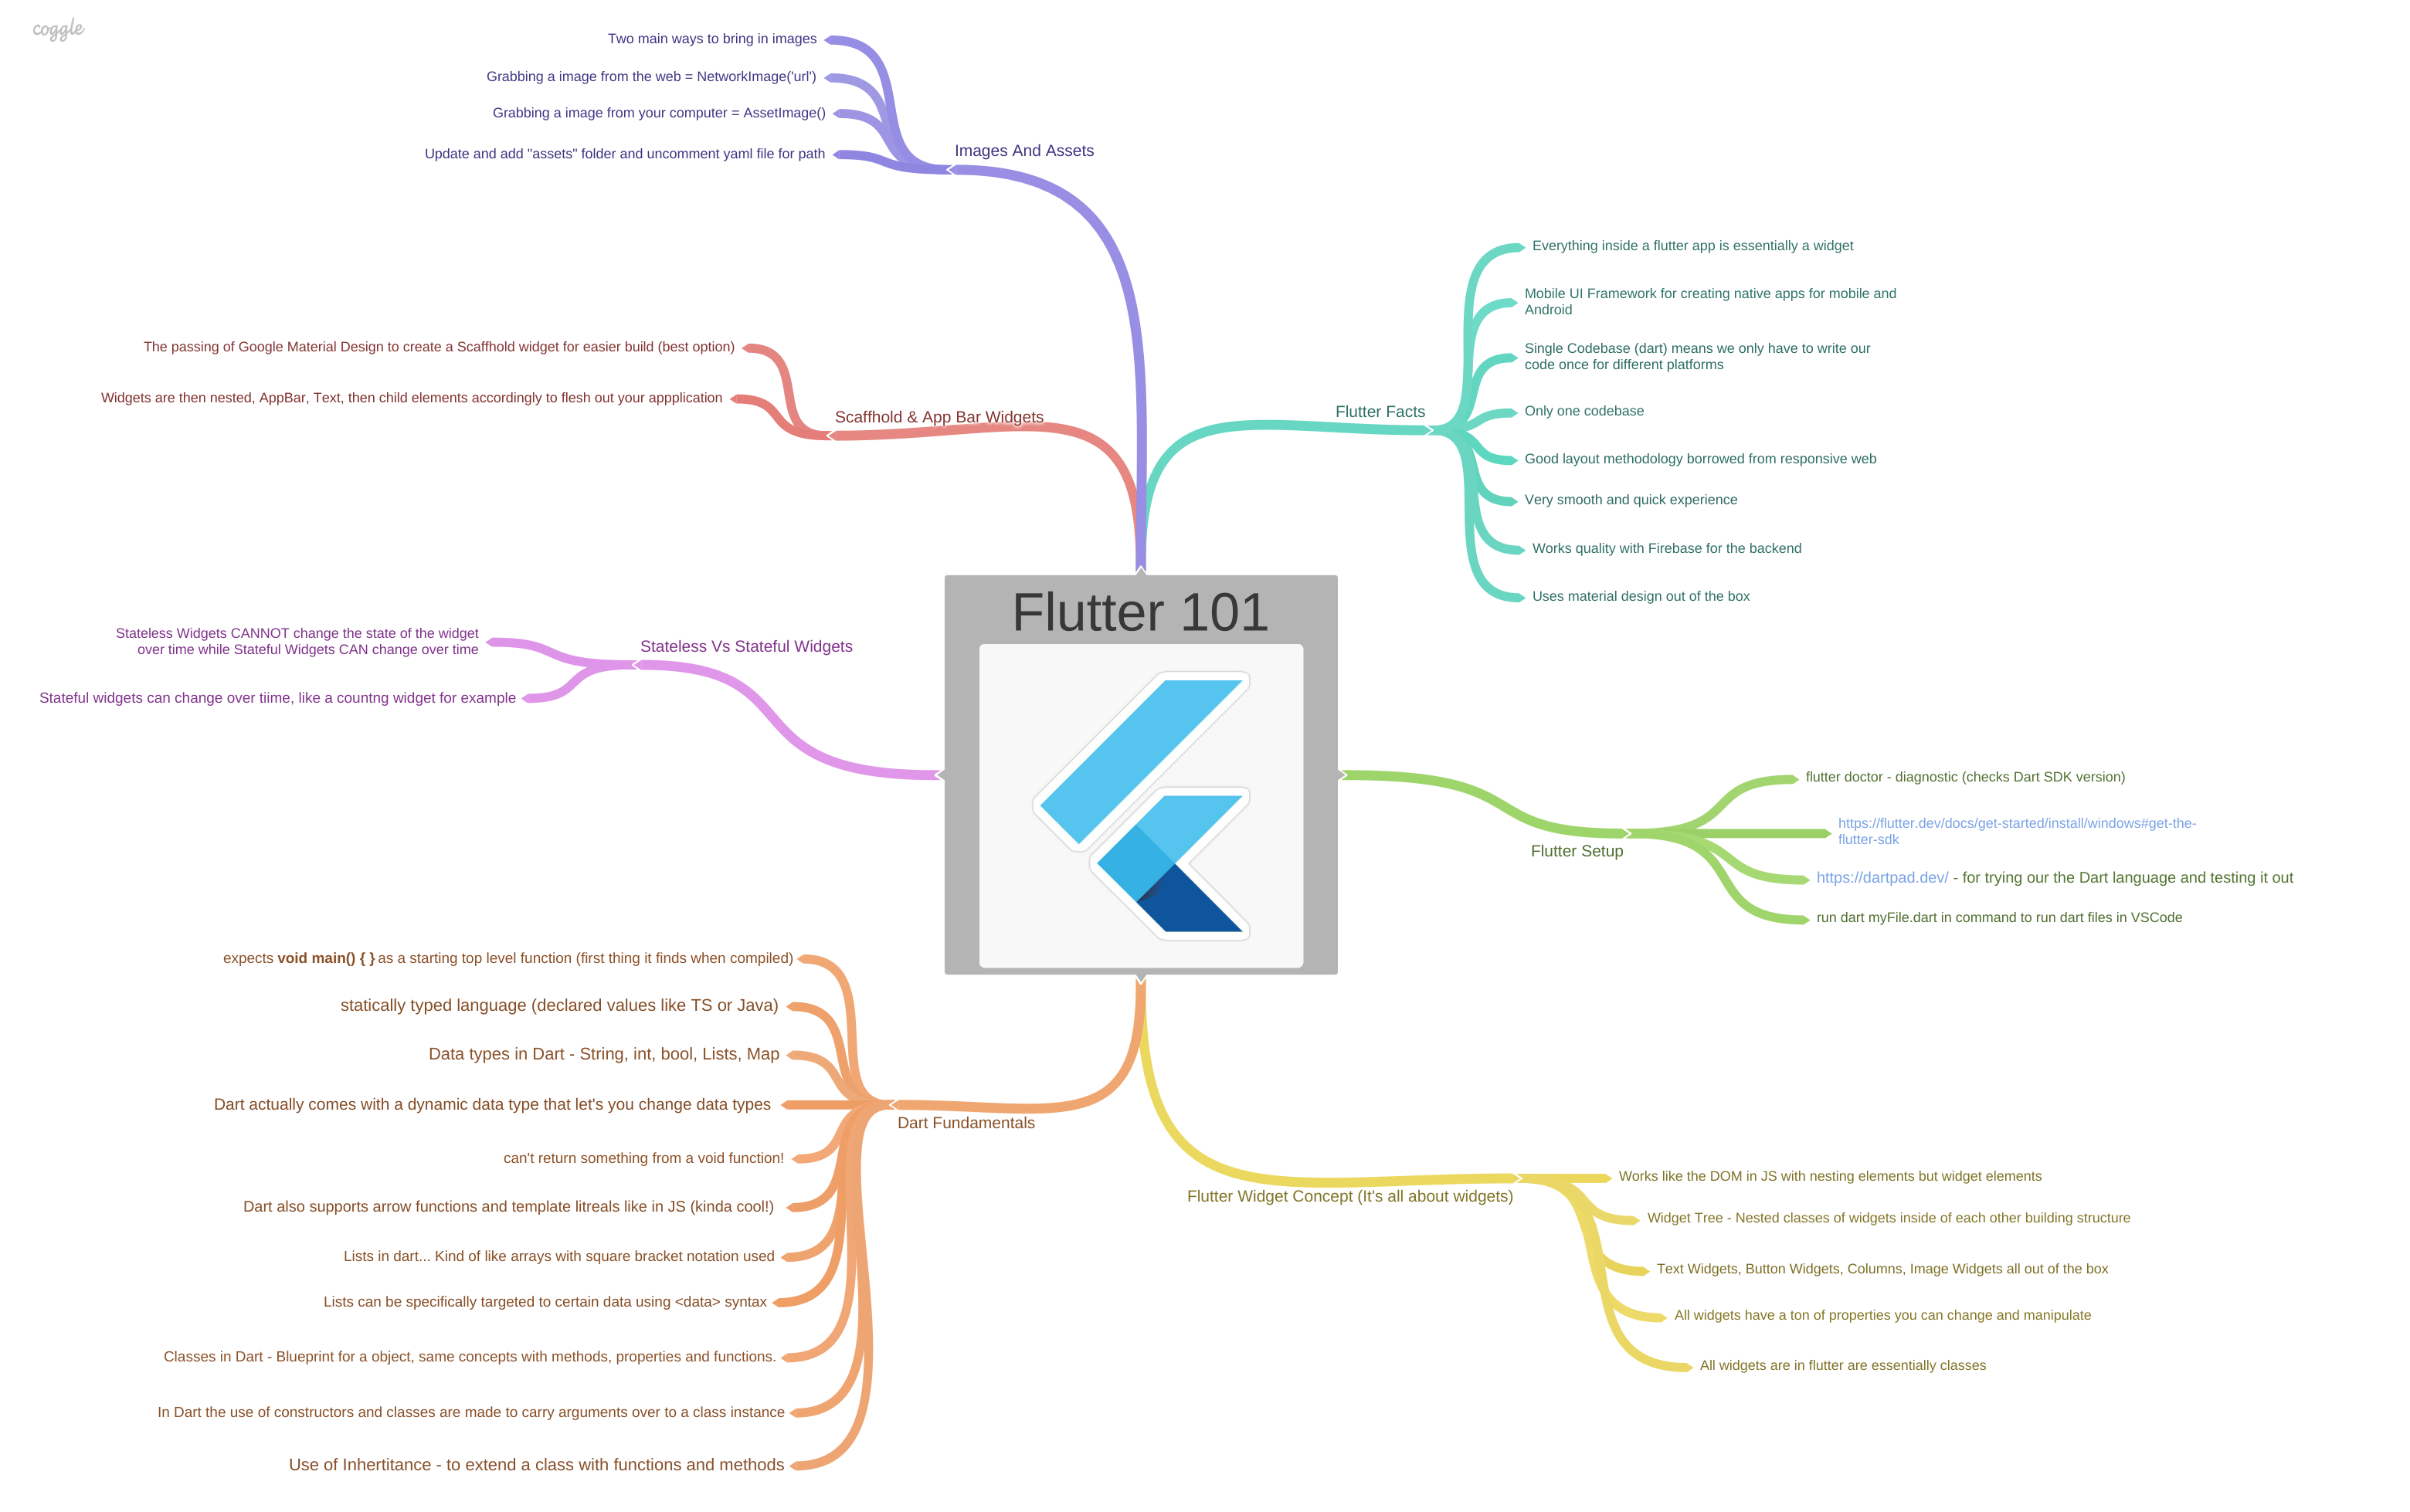 coggle
Two main ways to bring in images
Grabbing a image from the web = NetworkImage('url')
Grabbing a image from your computer = AssetImage()
Update and add "assets" folder and uncomment yaml file for path
Images And Assets
The passing of Google Material Design to create a Scaffhold widget for easier build (best option)
Widgets are then nested, AppBar, Text, then child elements accordingly to flesh out your appplication
Scaffhold & App Bar Widgets
Flutter Facts
Everything inside a flutter app is essentially a widget
Mobile UI Framework for creating native apps for mobile and
Android
Single Codebase (dart) means we only have to write our
code once for different platforms
Only one codebase
Good layout methodology borrowed from responsive web
Very smooth and quick experience
Works quality with Firebase for the backend
Uses material design out of the box
Flutter 101
Stateless Vs Stateful Widgets
Stateless Widgets CANNOT change the state of the widget
over time while Stateful Widgets CAN change over time
Stateful widgets can change over tiime, like a countng widget for example
Flutter Setup
flutter doctor - diagnostic (checks Dart SDK version)
https://flutter.dev/docs/get-started/install/windows#get-the-
flutter-sdk
https://dartpad.dev/ - for trying our the Dart language and testing it out
run dart myFile.dart in command to run dart files in VSCode
expects void main() { } as a starting top level function (first thing it finds when compiled)
statically typed language (declared values like TS or Java)
Data types in Dart - String, int, bool, Lists, Map
Dart actually comes with a dynamic data type that let's you change data types
Dart Fundamentals
can't return something from a void function!
Dart also supports arrow functions and template litreals like in JS (kinda cool!)
Lists in dart... Kind of like arrays with square bracket notation used
Lists can be specifically targeted to certain data using <data> syntax
Classes in Dart - Blueprint for a object, same concepts with methods, properties and functions.
In Dart the use of constructors and classes are made to carry arguments over to a class instance
Use of Inhertitance - to extend a class with functions and methods
Flutter Widget Concept (It's all about widgets)
Works like the DOM in JS with nesting elements but widget elements
Widget Tree - Nested classes of widgets inside of each other building structure
Text Widgets, Button Widgets, Columns, Image Widgets all out of the box
All widgets have a ton of properties you can change and manipulate
All widgets are in flutter are essentially classes